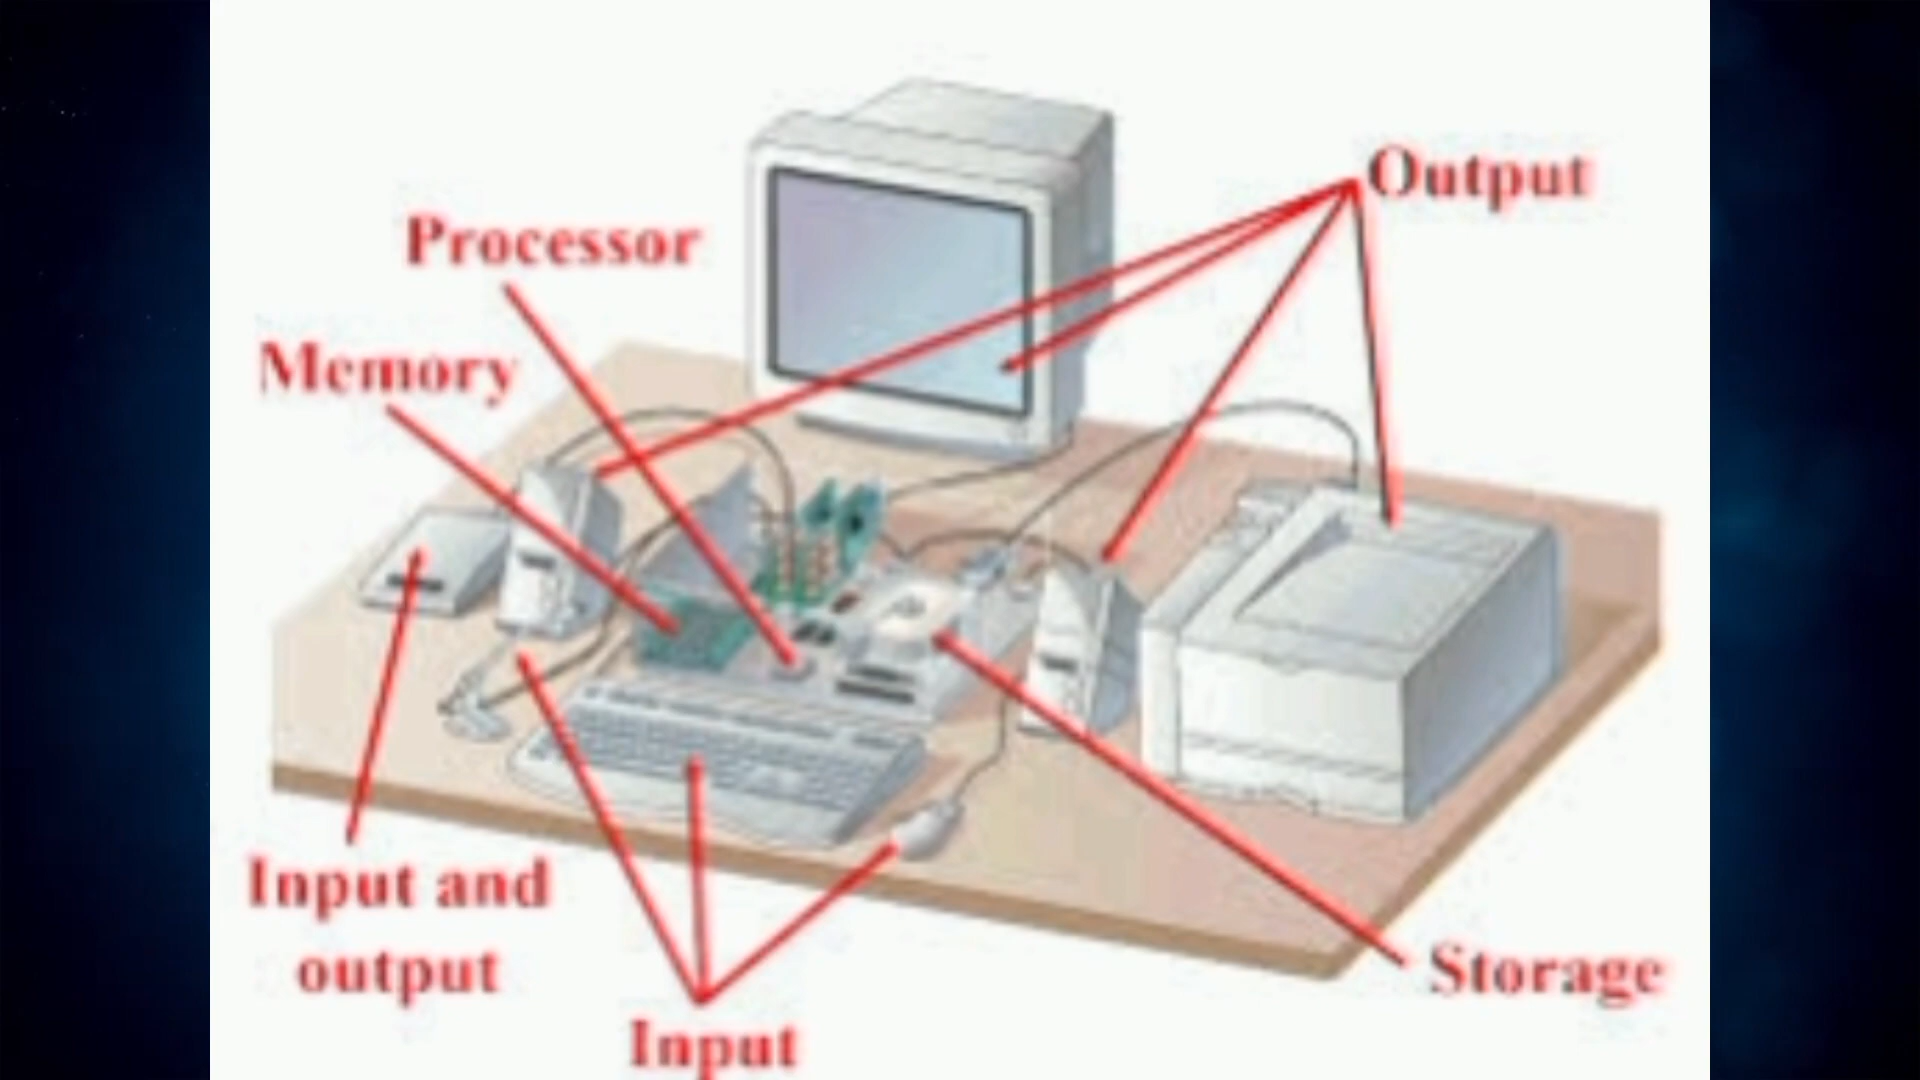 Output
Processor
Memory
Input and
output
Storage
Input